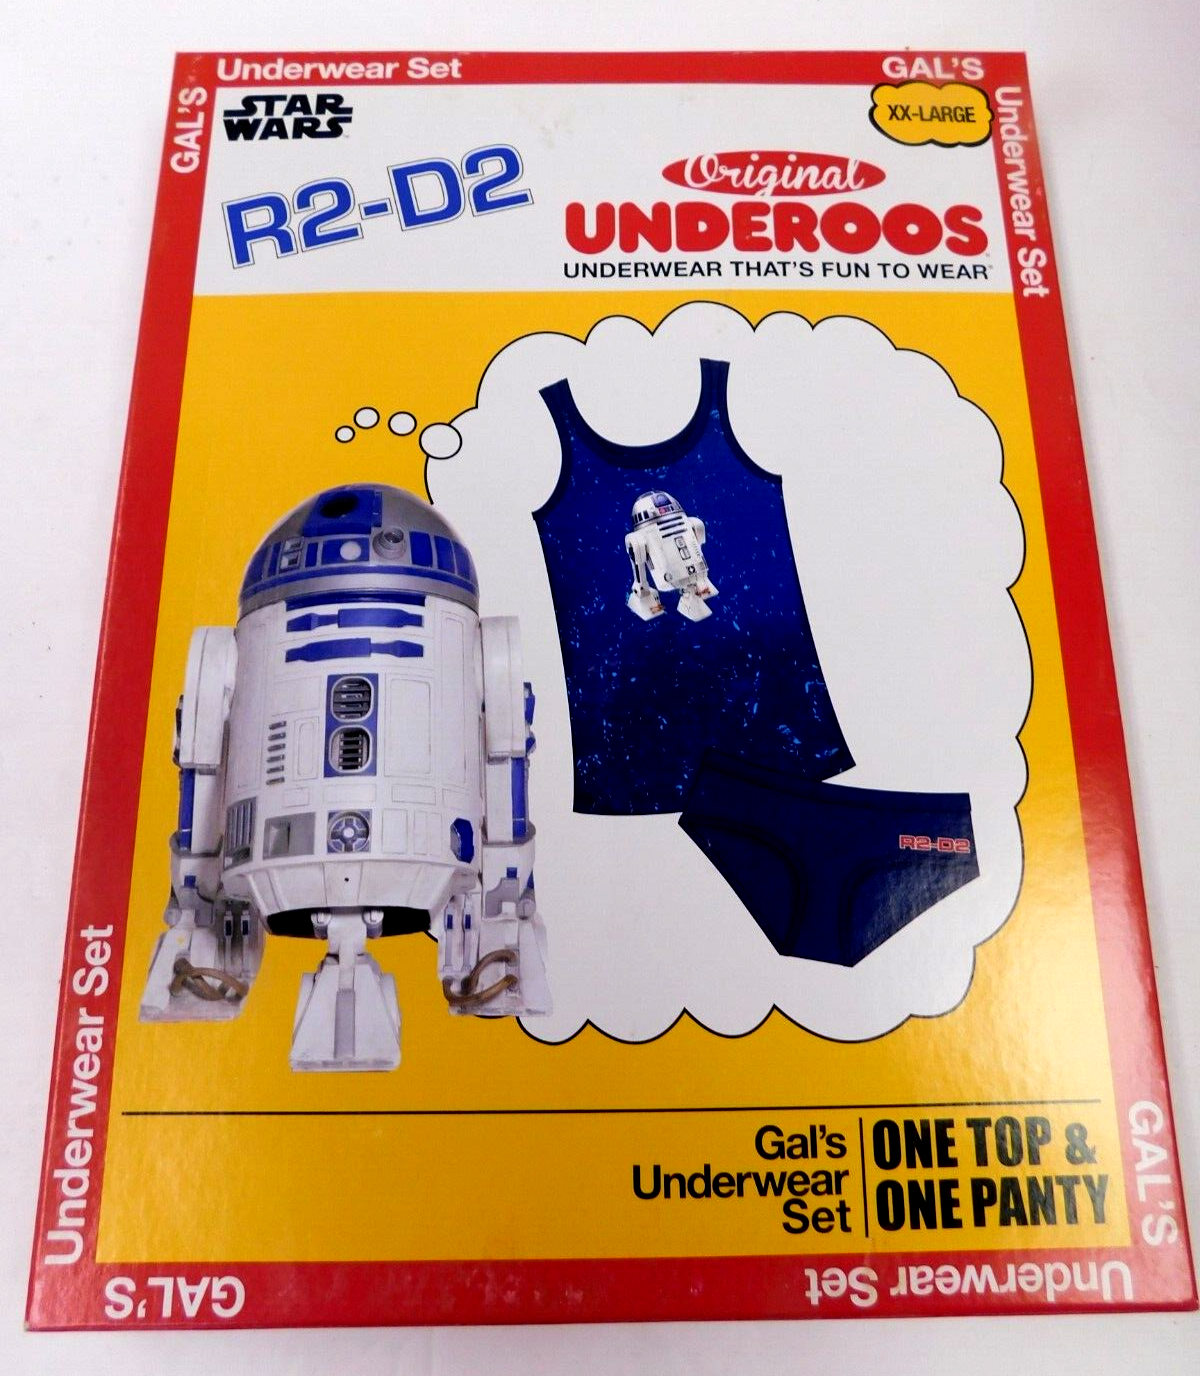 Underwear Set
GAL'S
GAL'S
STAR
WARS
XX-LARGE
Underwear Set
R2-D2
Original
UNDEROOS
UNDERWEAR THAT'S FUN TO WEAR
R2-D2
Underwear Set
Gal's
Underwear
Set
ONE TOP &
ONE PANTY
GAL'S
GAL'S
Underwear Set